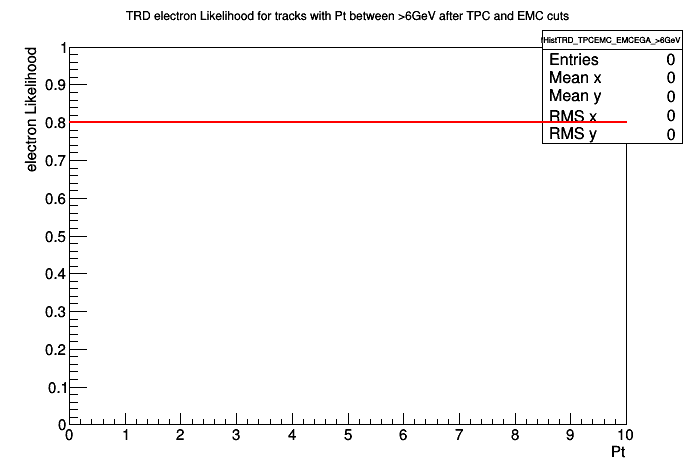 TRD electron Likelihood for tracks with Pt between >6GeV after TPC and EMC cuts
fHistTRD_TPCEMC_EMCEGA_>6GeV
Entries 0
Mean x 0
Mean y 0
RMS x 0
RMS y 0
electron Likelihood
1
0.9
0.8
0.7
0.6
0.5
0.4
0.3
0.2
0.1
0
0 1 2 3 4 5 6 7 8 9 10
Pt